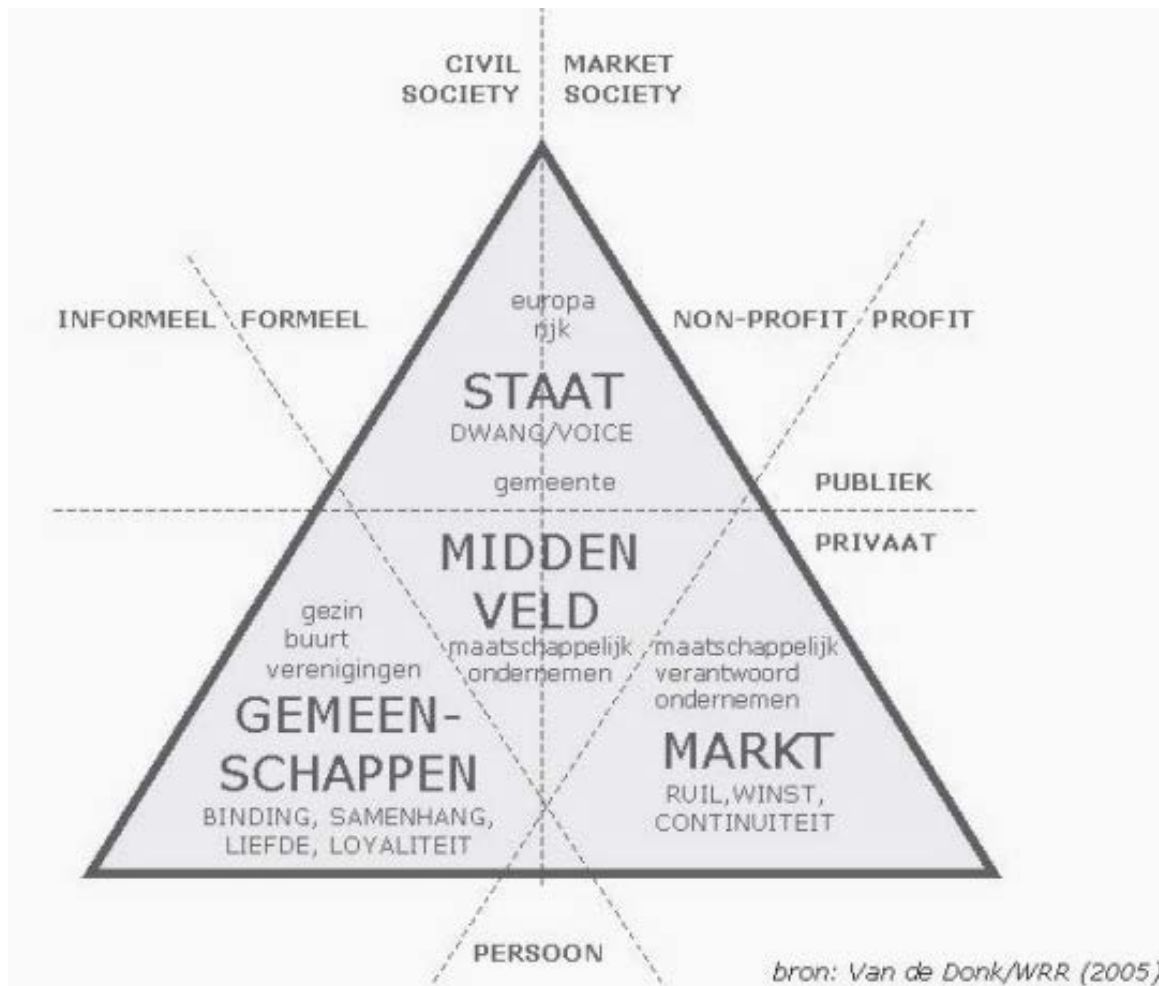 CIVIL
SOCIETY
MARKET
SOCIETY
INFORMEEL
FORMEEL
NON-PROFIT
PROFIT
europa
rijk
STAAT
DWANG/VOICE
gemeente
PUBLIEK
PRIVAAT
MIDDEN
VELD
maatschappelijk
ondernemen
gezin
buurt
verenigingen
GEMEEN-
SCHAPPEN
BINDING, SAMENHANG,
LIEFDE, LOYALITEIT
maatschappelijk
verantwoord
ondernemen
MARKT
RUIL,WINST,
CONTINUITEIT
PERSOON
bron: Van de Donk/WRR (2005)